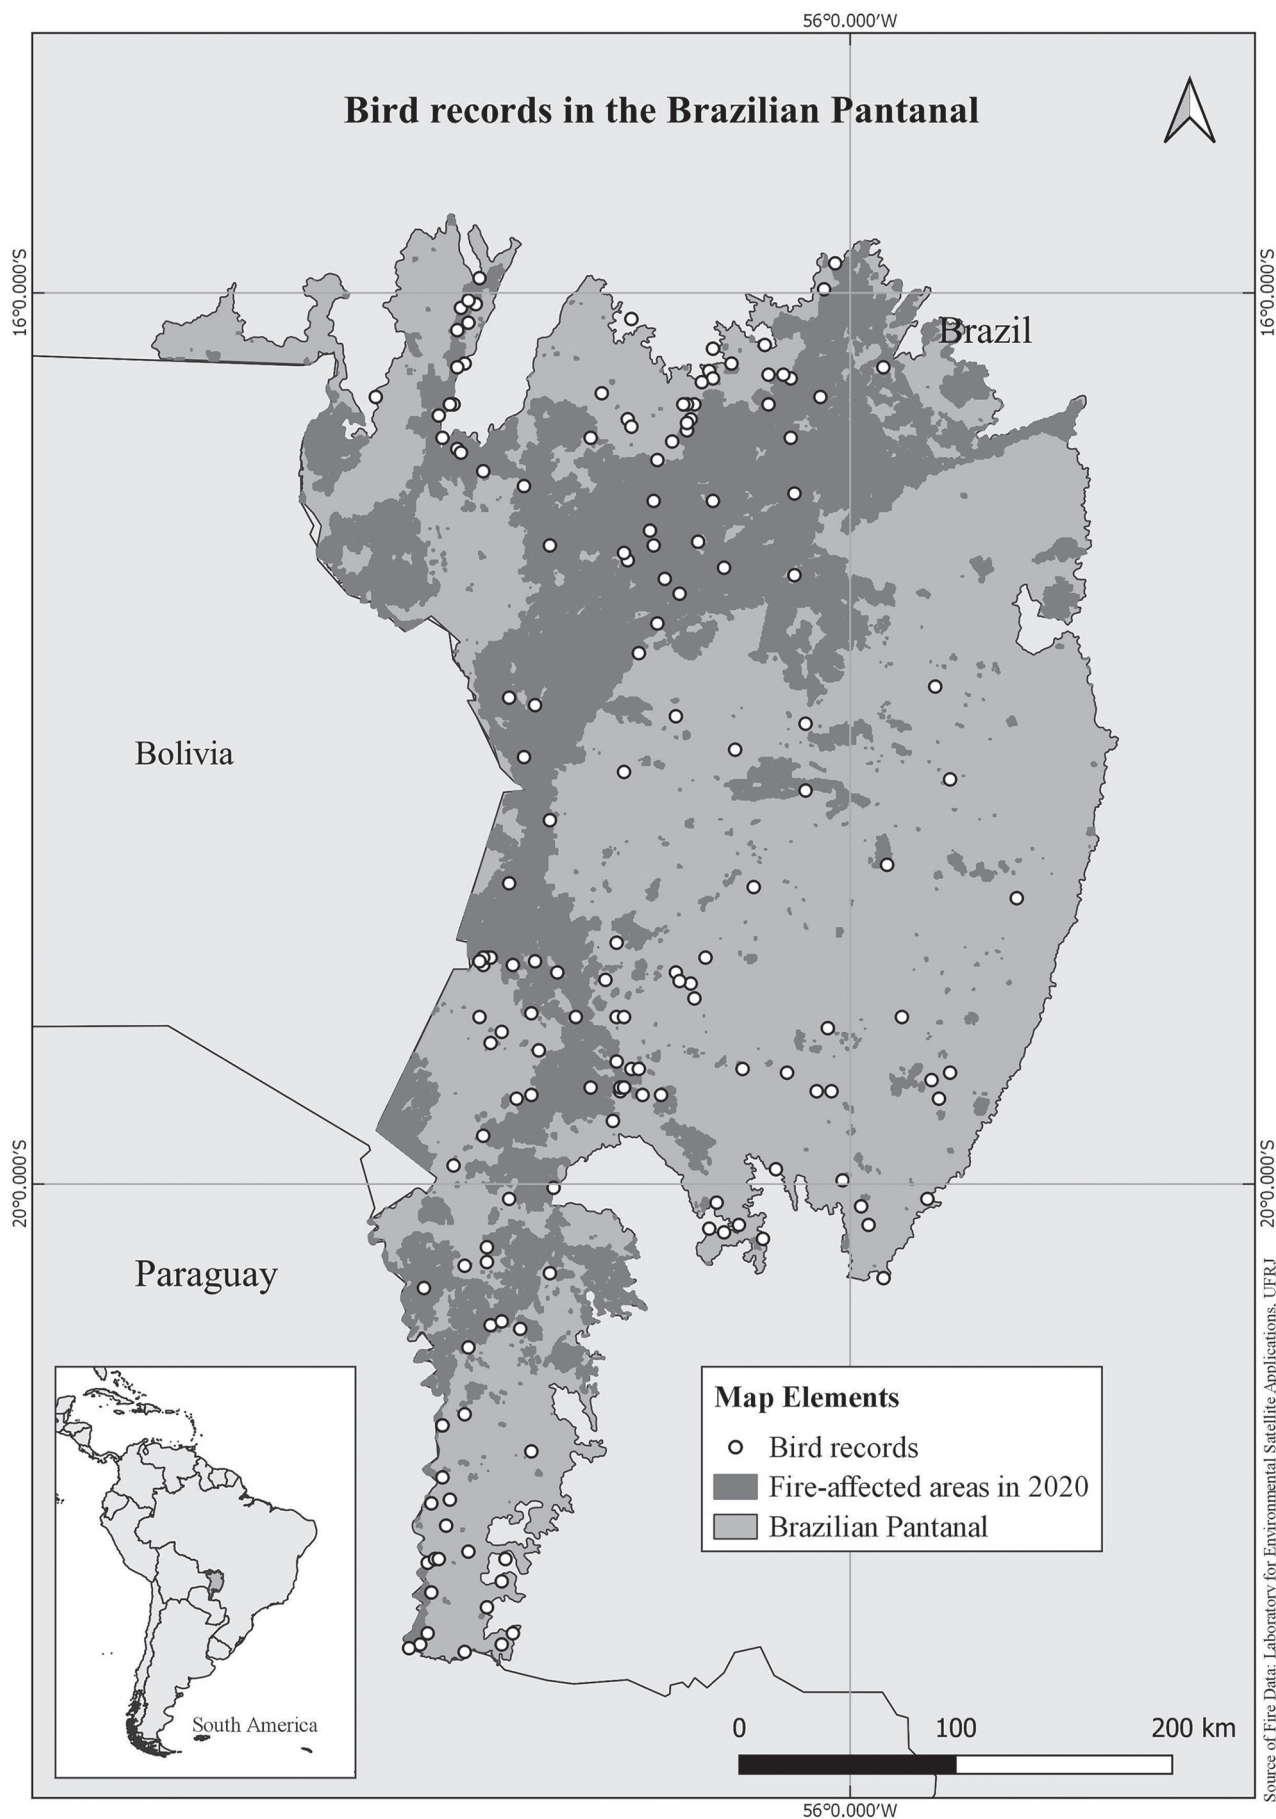 56°0.000'W
Bird records in the Brazilian Pantanal
16°0.000'S
16°0.000'S
Brazil
Bolivia
20°0.000'S
20°0.000'S
Paraguay
Map Elements
Bird records
Fire-affected areas in 2020
Brazilian Pantanal
South America
0 100 200 km
56°0.000'W
Source of Fire Data: Laboratory for Environmental Satellite Applications. UFRJ